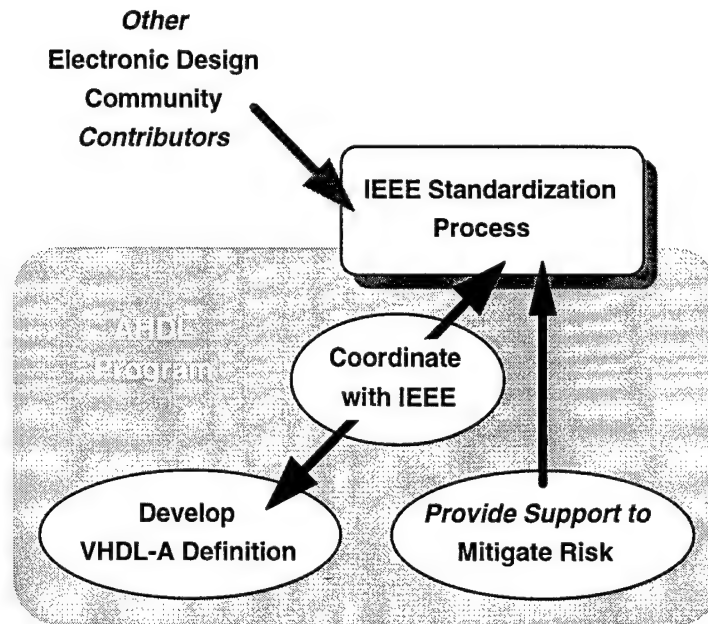 Other
Electronic Design
Community
Contributors
IEEE Standardization
Process
AHDL
Program
Coordinate
with IEEE
Develop
VHDL-A Definition
Provide Support to
Mitigate Risk